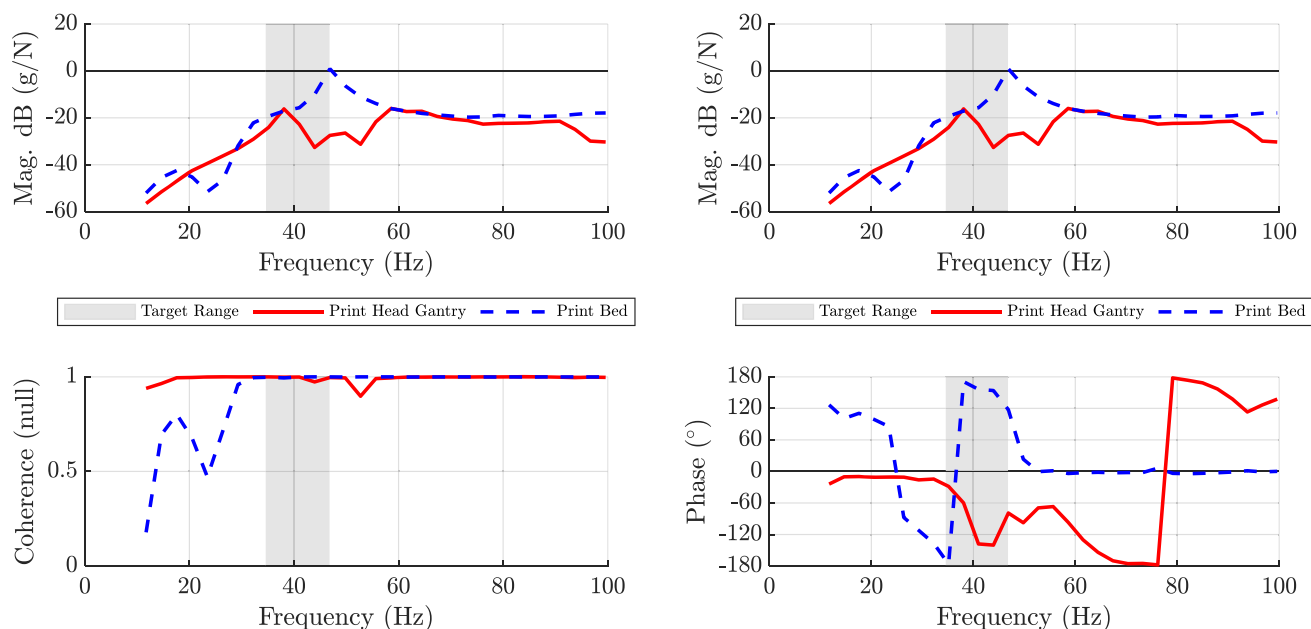 20
0
-20
-40
-60
Mag. dB (g/N)
0 20 40 60 80 100
Frequency (Hz)
20
0
-20
-40
-60
Mag. dB (g/N)
0 20 40 60 80 100
Frequency (Hz)
Target Range Print Head Gantry Print Bed
Target Range Print Head Gantry Print Bed
1
0.5
0
Coherence (null)
0 20 40 60 80 100
Frequency (Hz)
180
120
60
0
-60
-120
-180
Phase (°)
0 20 40 60 80 100
Frequency (Hz)